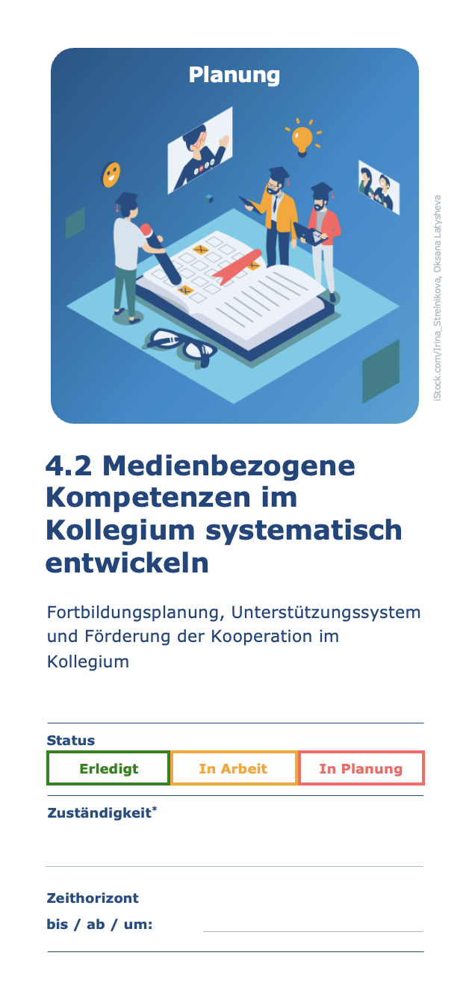 Planung
iStock.com/Irina_Strelnikova, Oksana Latysheva
4.2 Medienbezogene
Kompetenzen im
Kollegium systematisch
entwickeln
Fortbildungsplanung, Unterstützungssystem
und Förderung der Kooperation im
Kollegium
Status
Erledigt In Arbeit In Planung
Zuständigkeit*
Zeithorizont
bis / ab / um: